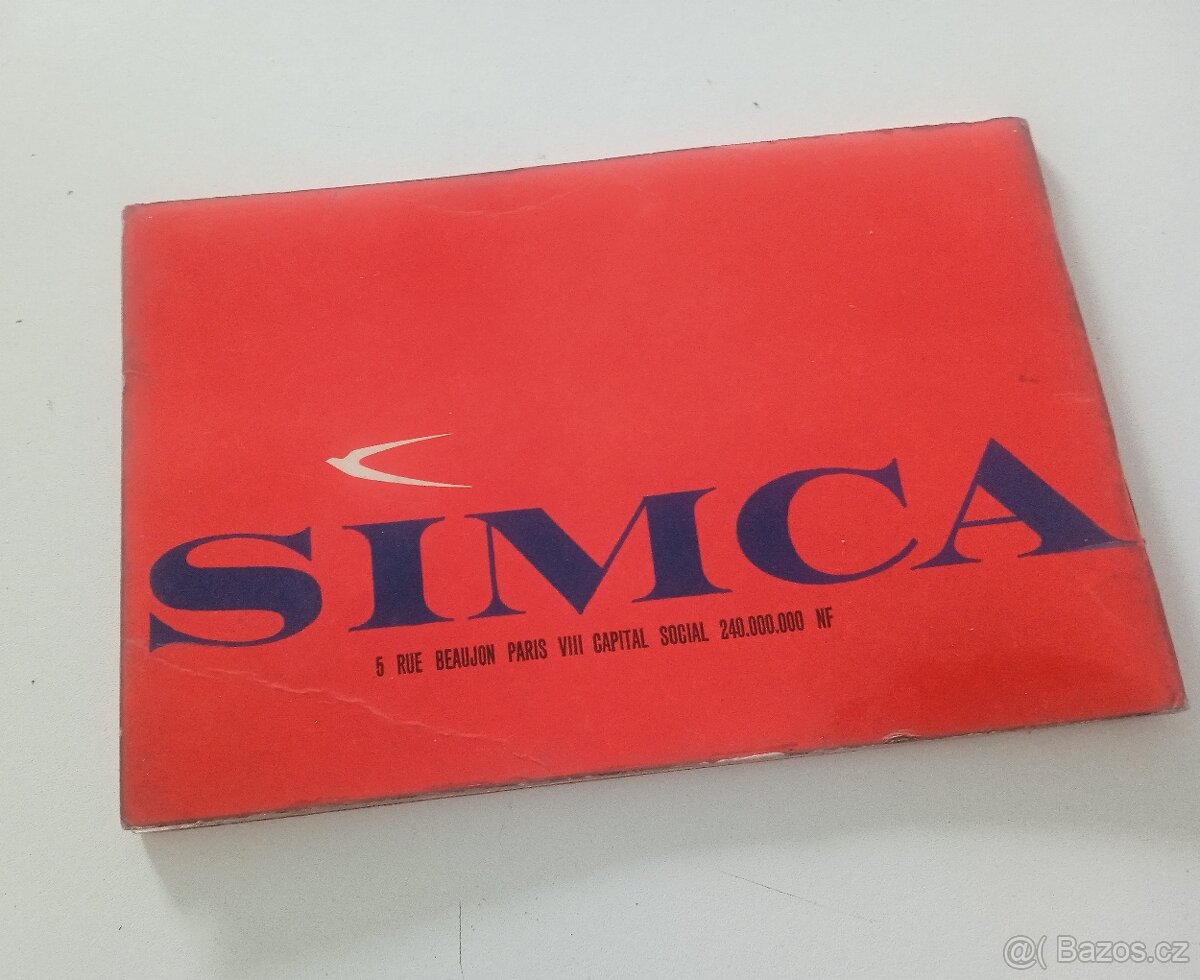 SIMCA
5 RUE BEAUJON PARIS VIII CAPITAL SOCIAL 240.000.000 NF
@( Bazos.cz